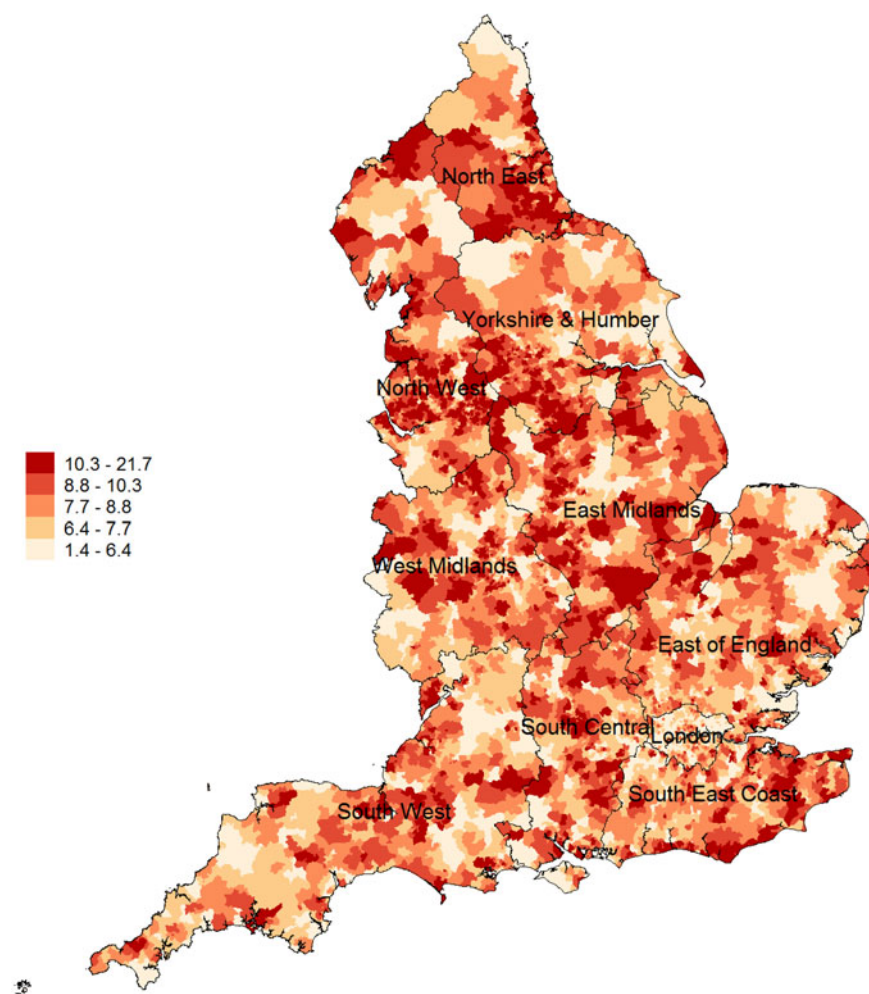 North East
Yorkshire & Humber
North West
10.3 - 21.7
8.8 - 10.3
7.7 - 8.8
6.4 - 7.7
1.4 - 6.4
East Midlands
West Midlands
East of England
South Central
London
South East Coast
South West